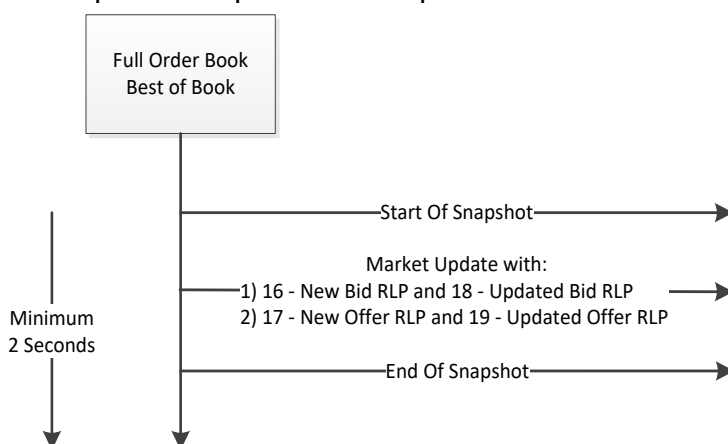 Full Order Book
Best of Book
Start Of Snapshot
Market Update with:
1) 16 - New Bid RLP and 18 - Updated Bid RLP
2) 17 - New Offer RLP and 19 - Updated Offer RLP
Minimum
2 Seconds
End Of Snapshot